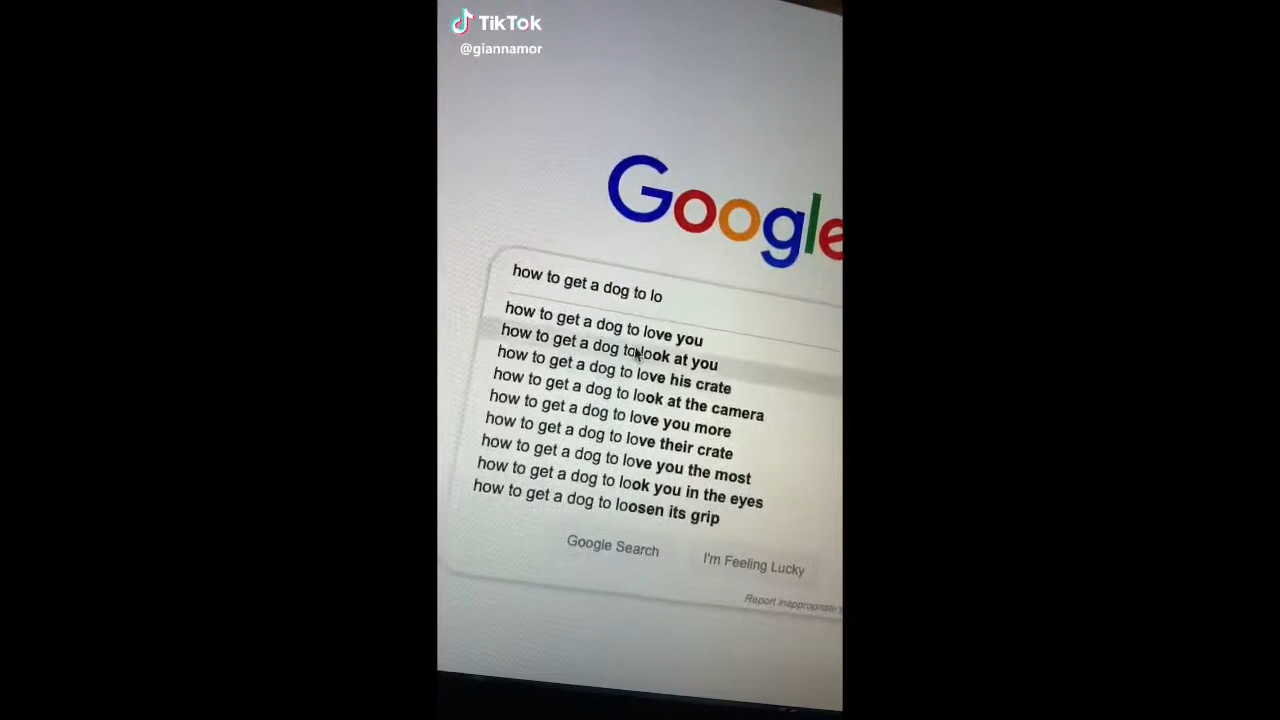 TikTok
@giannamor
Google
how to get a dog to lo
how to get a dog to love you
how to get a dog to look at you
how to get a dog to love his crate
how to get a dog to look at the camera
how to get a dog to love you more
how to get a dog to love their crate
how to get a dog to love you the most
how to get a dog to look you in the eyes
how to get a dog to loosen its grip
Google Search
I'm Feeling Lucky
Report inappropriate